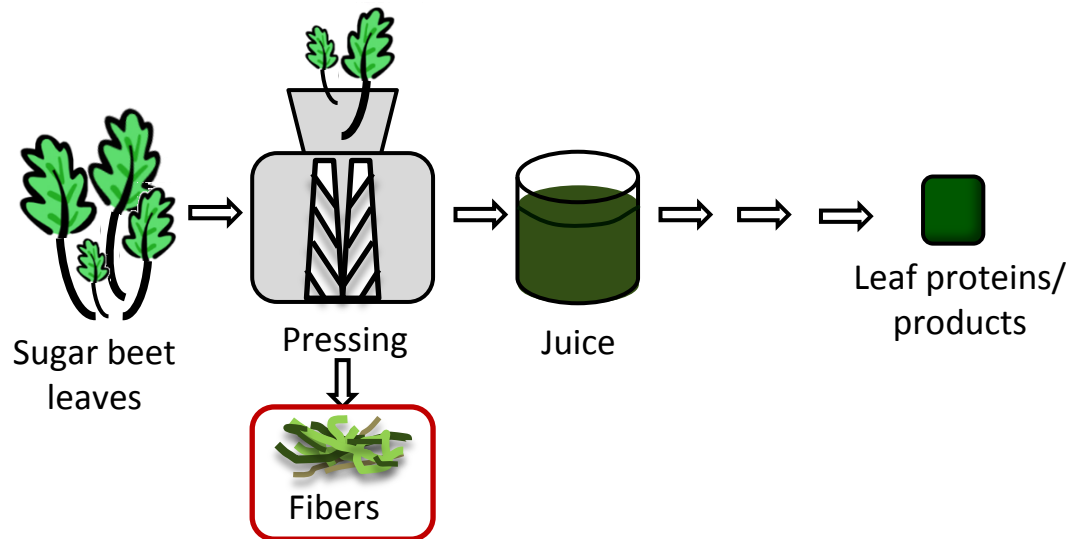 Sugar beet
leaves
Pressing
Fibers
Juice
Leaf proteins/
products